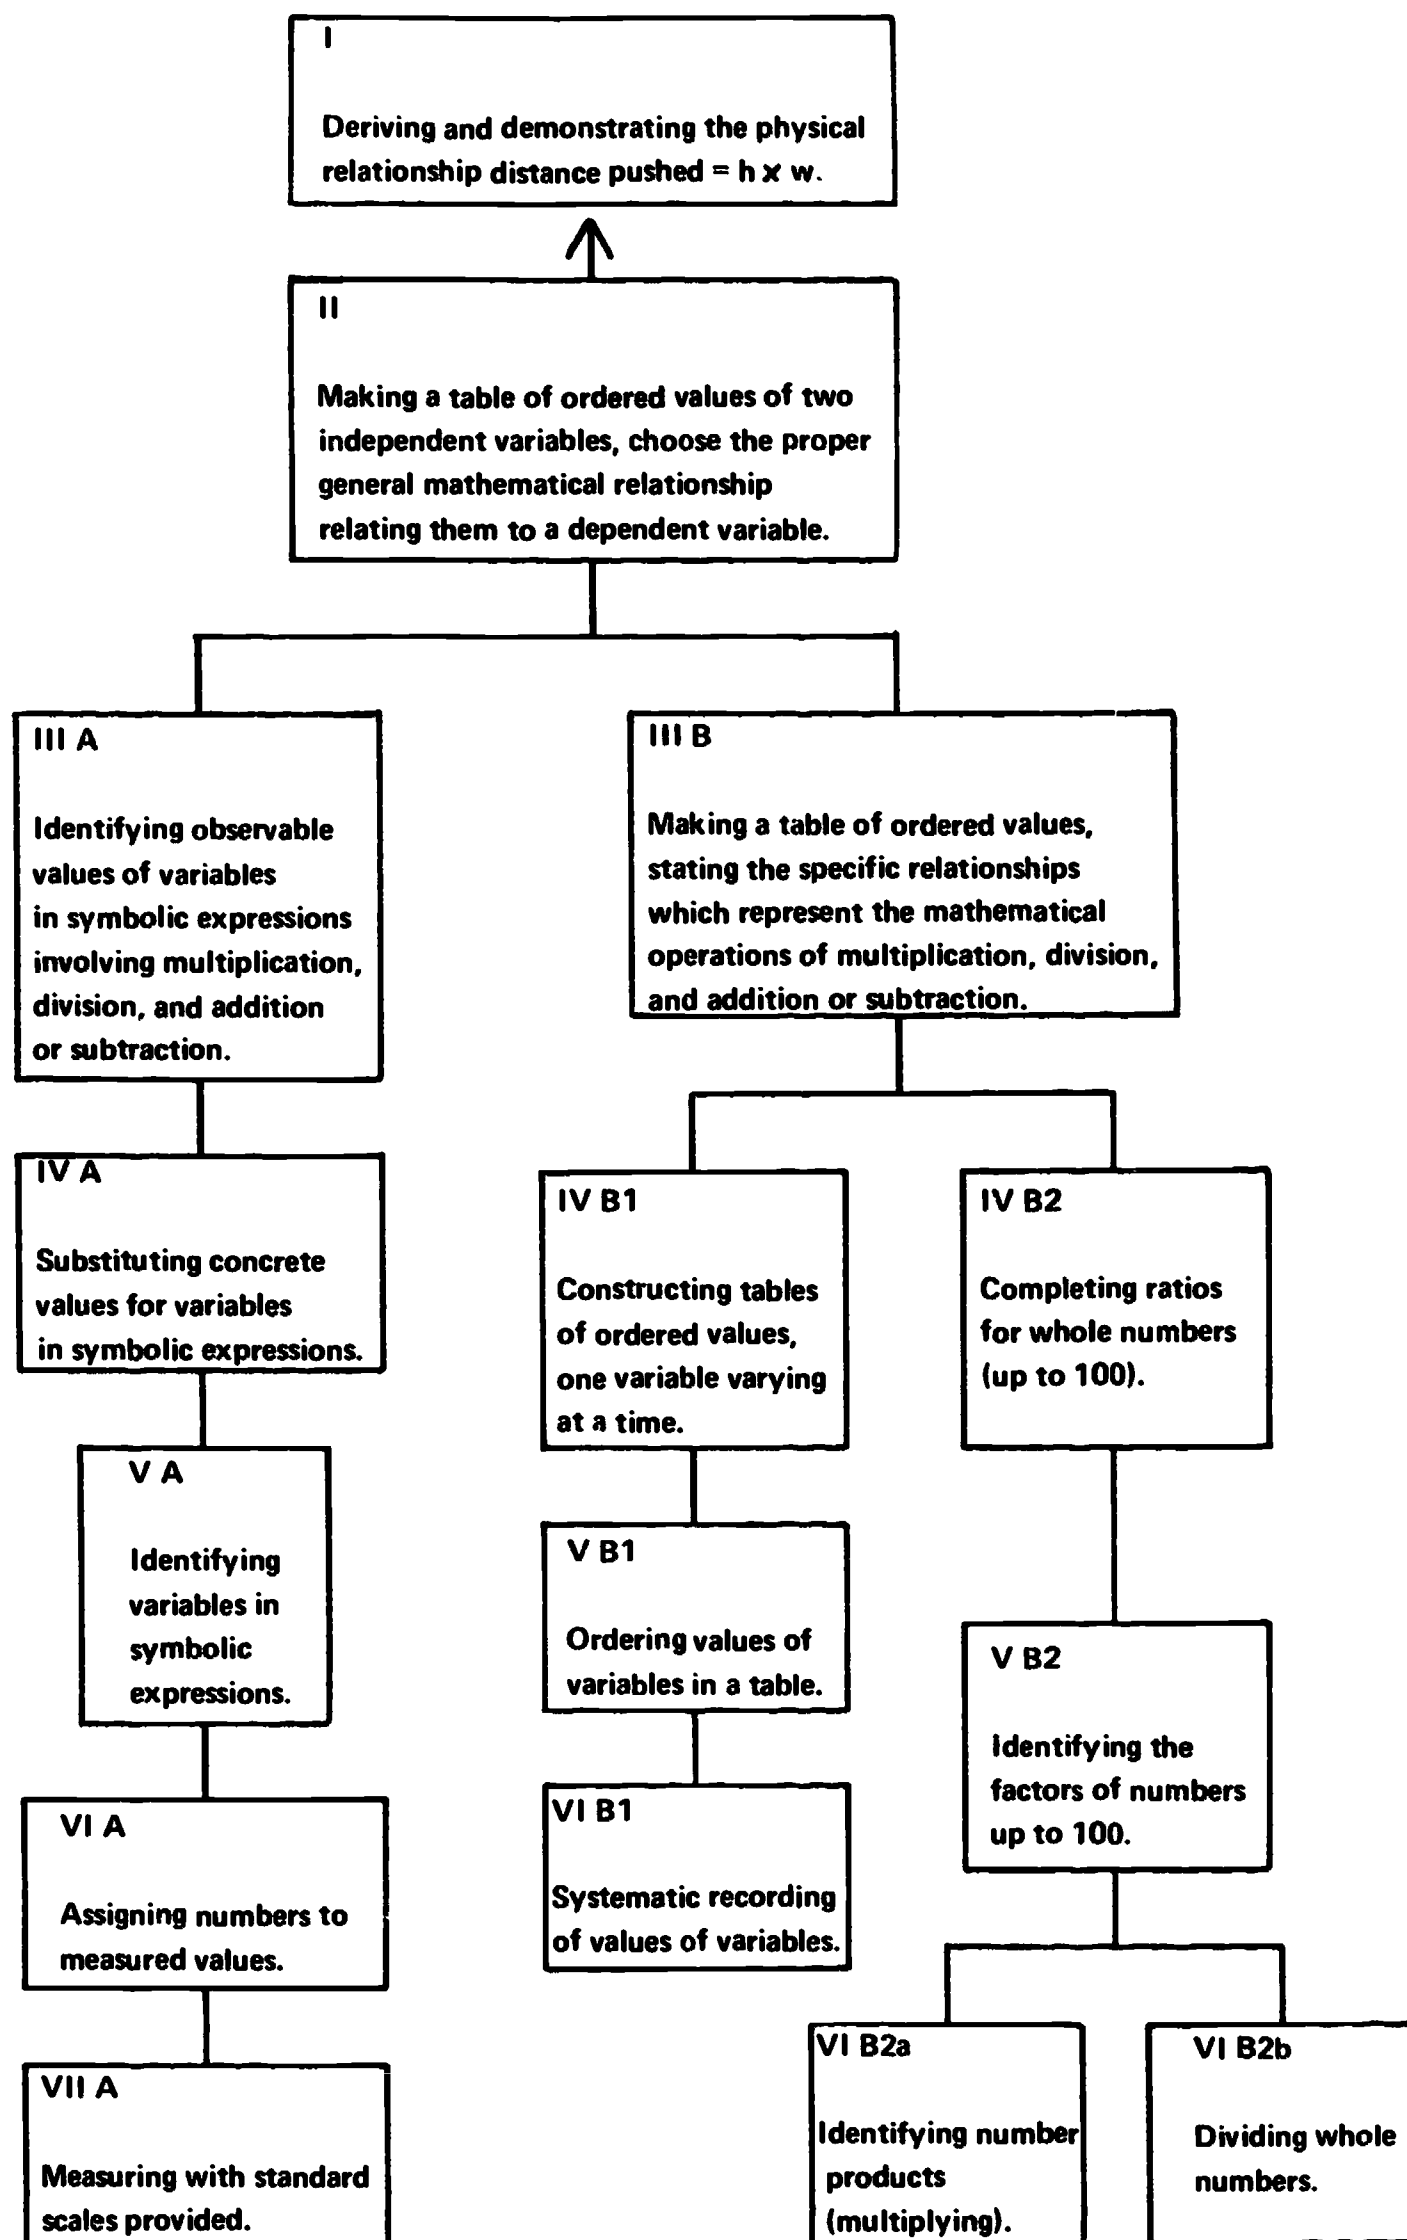 I
Deriving and demonstrating the physical
relationship distance pushed = h x w.
II
Making a table of ordered values of two
independent variables, choose the proper
general mathematical relationship
relating them to a dependent variable.
III A
Identifying observable
values of variables
in symbolic expressions
involving multiplication,
division, and addition
or subtraction.
III B
Making a table of ordered values,
stating the specific relationships
which represent the mathematical
operations of multiplication, division,
and addition or subtraction.
IV A
Substituting concrete
values for variables
in symbolic expressions.
IV B1
Constructing tables
of ordered values,
one variable varying
at a time.
IV B2
Completing ratios
for whole numbers
(up to 100).
V A
Identifying
variables in
symbolic
expressions.
V B1
Ordering values of
variables in a table.
V B2
Identifying the
factors of numbers
up to 100.
VI A
Assigning numbers to
measured values.
VI B1
Systematic recording
of values of variables.
VI B2a
Identifying number
products
(multiplying).
VI B2b
Dividing whole
numbers.
VII A
Measuring with standard
scales provided.